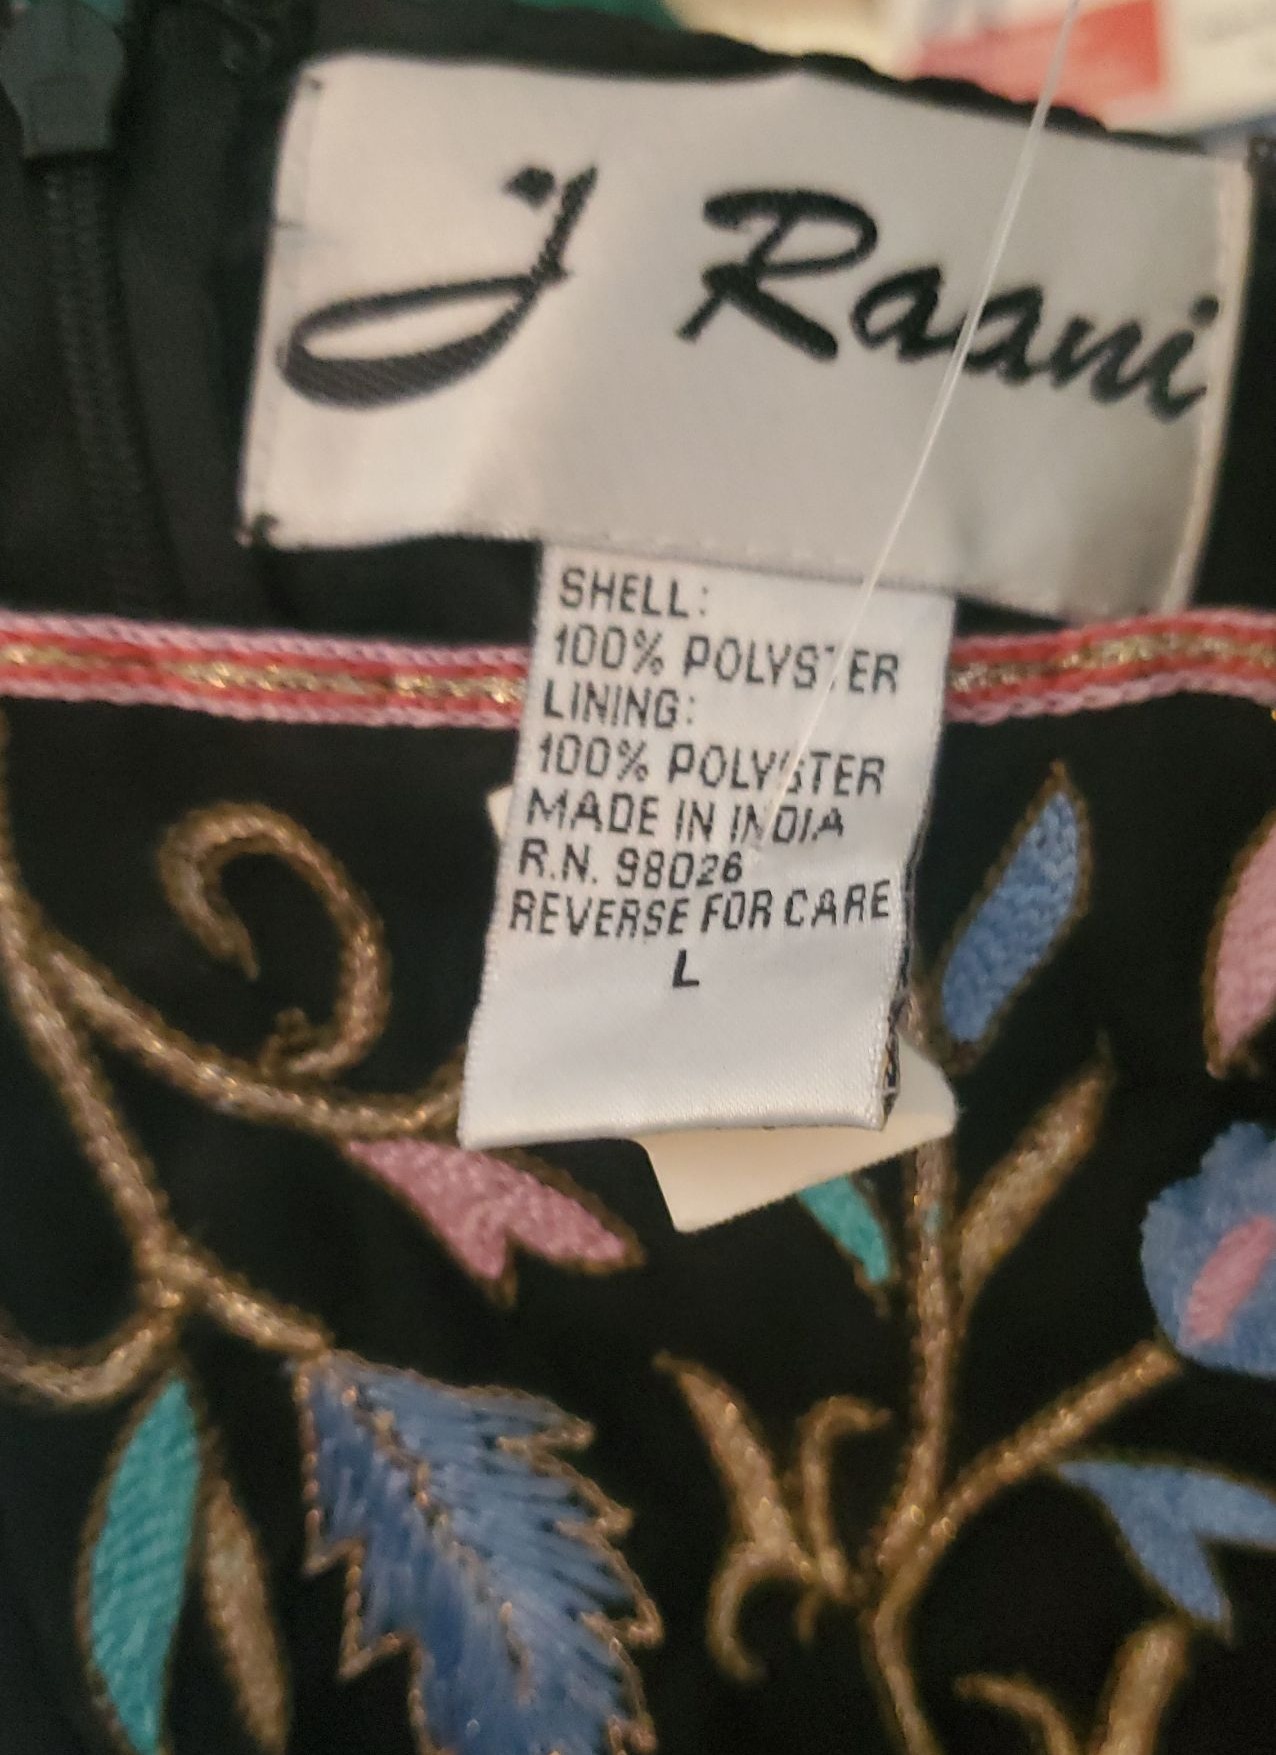 J Raani
SHELL:
100% POLYSTER
LINING:
100% POLYSTER
MADE IN INDIA
R.N. 98026
REVERSE FOR CARE
L